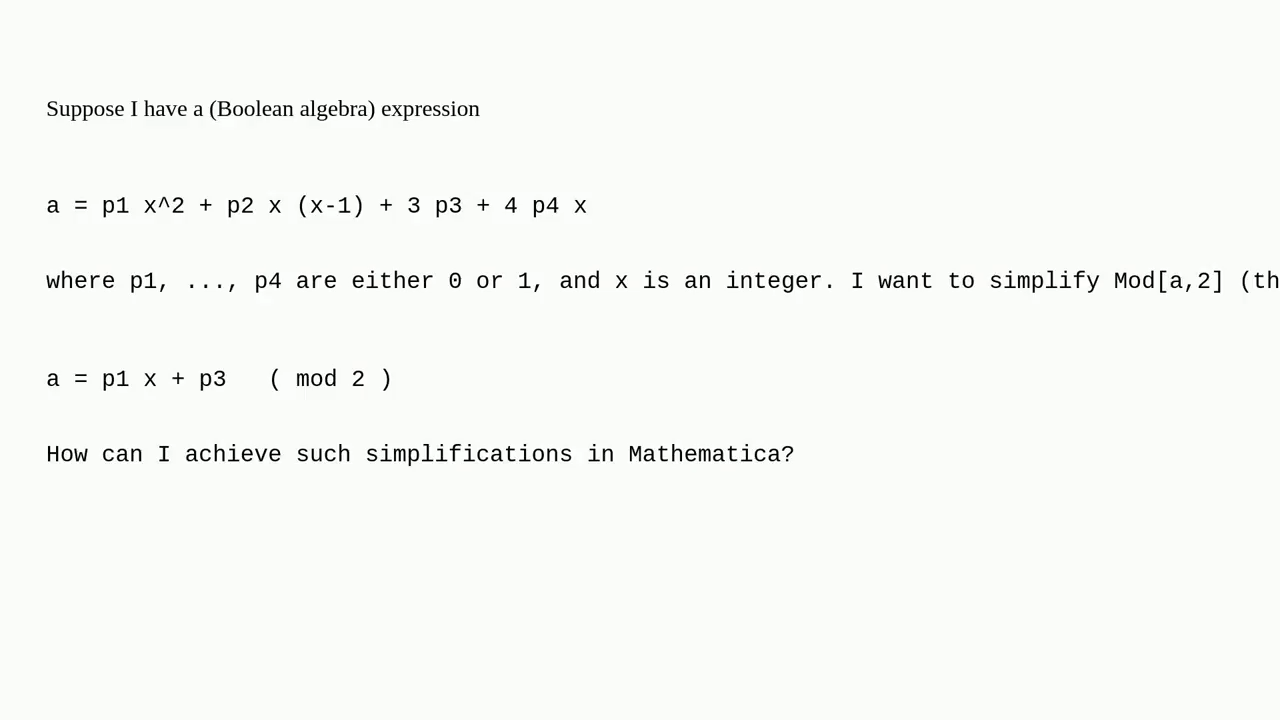 Suppose I have a (Boolean algebra) expression
a = p1 x^2 + p2 x (x-1) + 3 p3 + 4 p4 x
where p1, ..., p4 are either 0 or 1, and x is an integer. I want to simplify Mod[a,2] (th
a = p1 x + p3   ( mod 2 )
How can I achieve such simplifications in Mathematica?